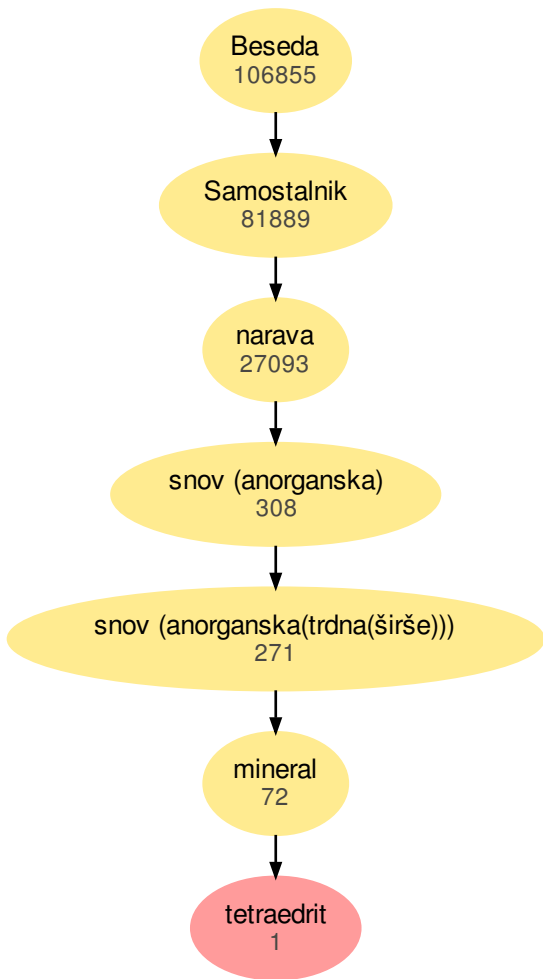 Beseda
106855
Samostalnik
81889
narava
27093
snov (anorganska)
308
snov (anorganska(trdna(širše)))
271
mineral
72
tetraedrit
1